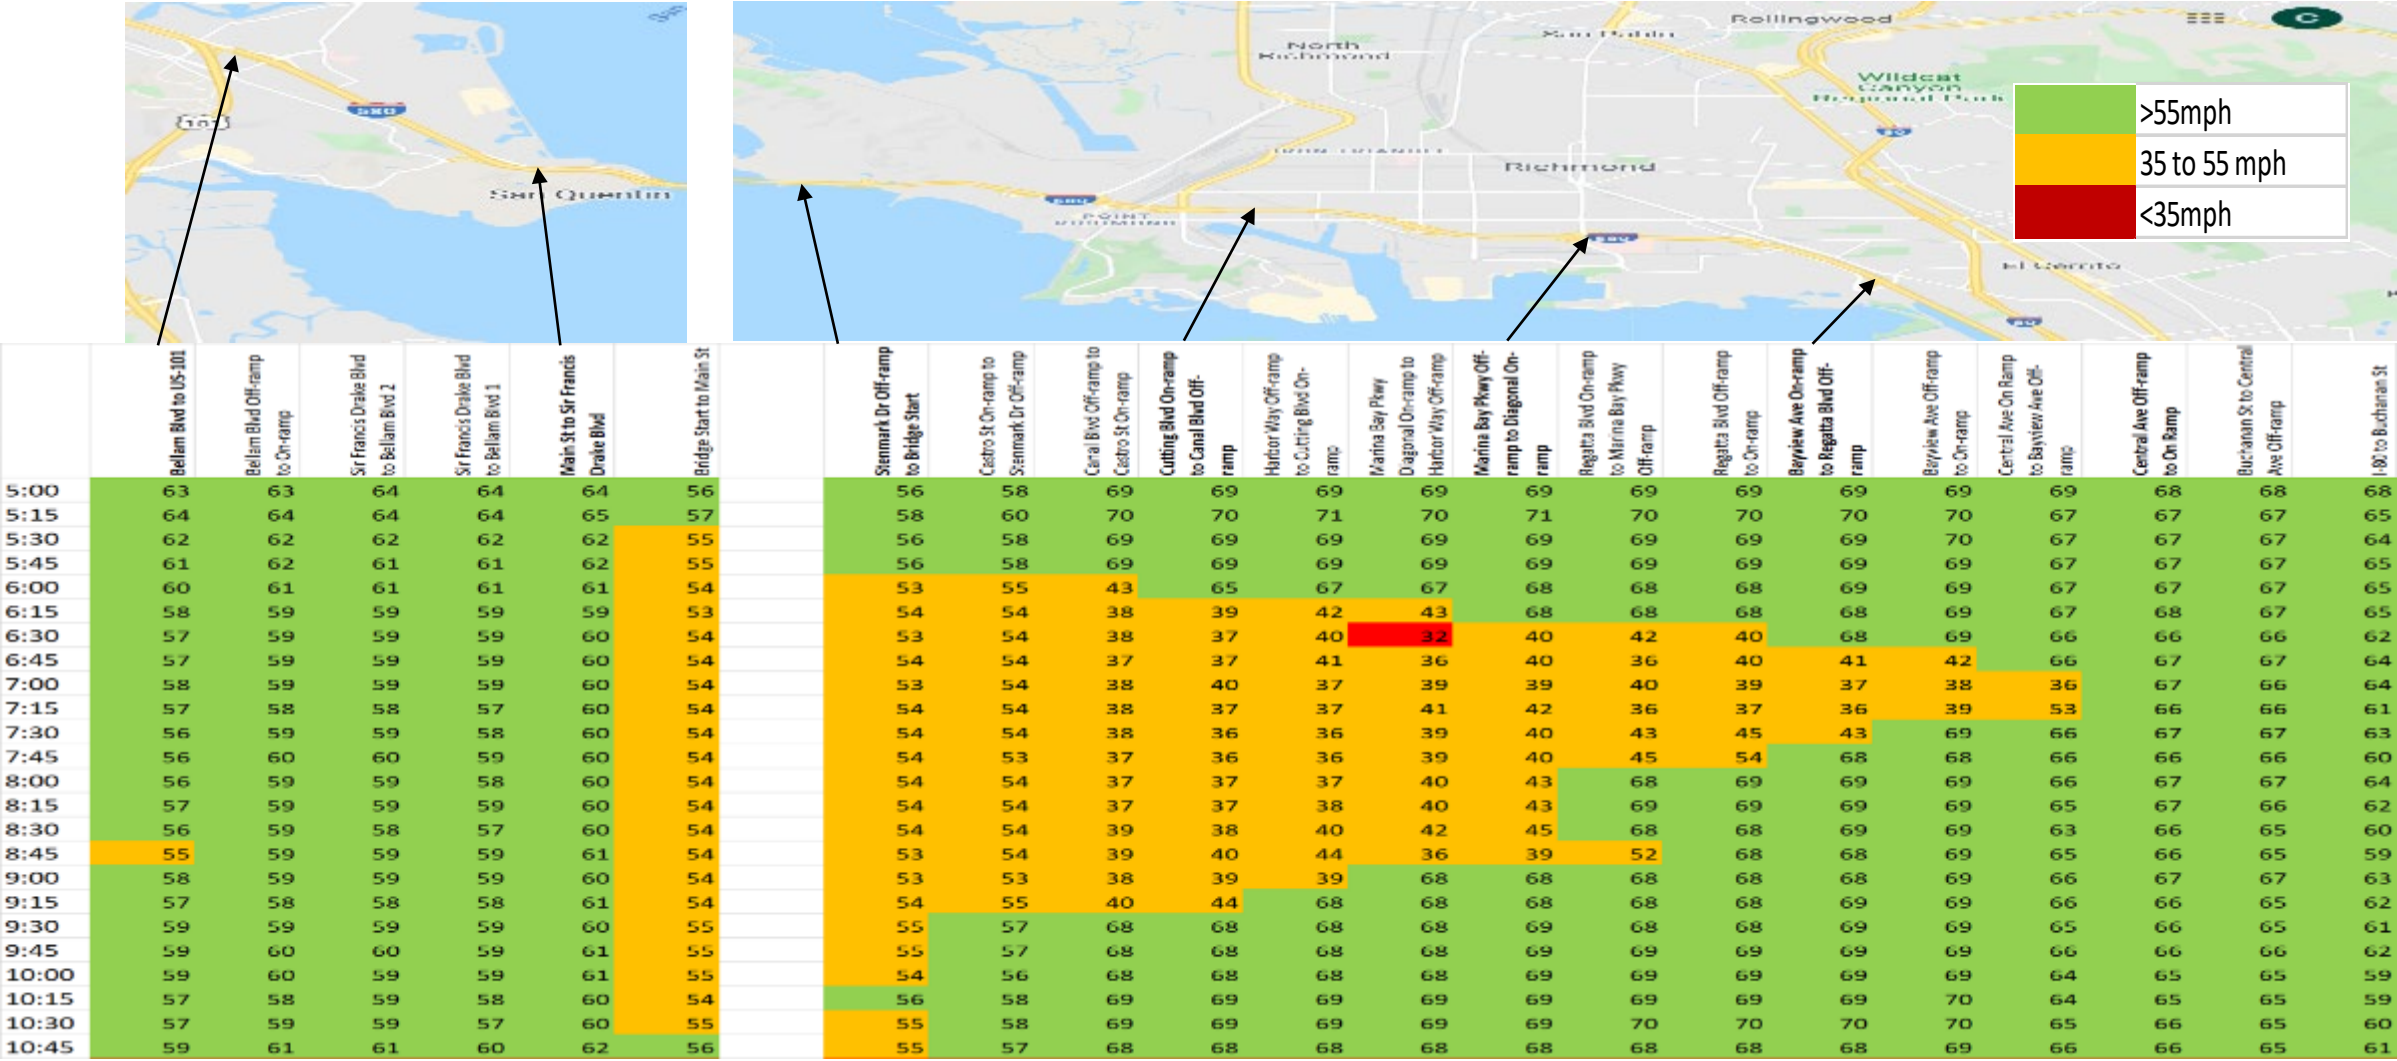 Rollingwood
C
San Pablo
North
Richmond
Wildcat
Canyon
Regional Park
>55mph
580
101
35 to 55 mph
80
Richmond
San Quentin
<35mph
580
POINT
RICHMOND
580
El Cerrito
80
Bellam Blvd to US-101
Bellam Blvd Off-ramp
to On-ramp
Sir Francis Drake Blvd
to Bellam Blvd 2
Sir Francis Drake Blvd
to Bellam Blvd 1
Main St to Sir Francis
Drake Blvd
Bridge Start to Main St
Stenmark Dr Off-ramp
to Bridge Start
Castro St On-ramp to
Stenmark Dr Off-ramp
Canal Blvd Off-ramp to
Castro St On-ramp
Cutting Blvd On-ramp
to Canal Blvd Off-
ramp
Harbor Way Off-ramp
to Cutting Blvd On-
ramp
Marina Bay Pkwy
Diagonal On-ramp to
Harbor Way Off-ramp
Marina Bay Pkwy Off-
ramp to Diagonal On-
ramp
Regatta Blvd On-ramp
to Marina Bay Pkwy
Off-ramp
Regatta Blvd Off-ramp
to On-ramp
Bayview Ave On-ramp
to Regatta Blvd Off-
ramp
Bayview Ave Off-ramp
to On-ramp
Central Ave On Ramp
to Bayview Ave Off-
ramp
Central Ave Off-ramp
to On Ramp
Buchanan St to Central
Ave Off-ramp
I-80 to Buchanan St
5:00 63 63 64 64 64 56 56 58 69 69 69 69 69 69 69 69 69 69 68 68 68
5:15 64 64 64 64 65 57 58 60 70 70 71 70 71 70 70 70 70 67 67 67 65
5:30 62 62 62 62 62 55 56 58 69 69 69 69 69 69 69 69 70 67 67 67 64
5:45 61 62 61 61 62 55 56 58 69 69 69 69 69 69 69 69 69 67 67 67 65
6:00 60 61 61 61 61 54 53 55 43 65 67 67 68 68 68 69 69 67 67 67 65
6:15 58 59 59 59 59 53 54 54 38 39 42 43 68 68 68 68 69 67 68 67 65
6:30 57 59 59 59 60 54 53 54 38 37 40 32 40 42 40 68 69 66 66 66 62
6:45 57 59 59 59 60 54 54 54 37 37 41 36 40 36 40 41 42 66 67 67 64
7:00 58 59 59 59 60 54 53 54 38 40 37 39 39 40 39 37 38 36 67 66 64
7:15 57 58 58 57 60 54 54 54 38 37 37 41 42 36 37 36 39 53 66 66 61
7:30 56 59 59 58 60 54 54 54 38 36 36 39 40 43 45 43 69 66 67 67 63
7:45 56 60 60 59 60 54 54 53 37 36 36 39 40 45 54 68 68 66 66 66 60
8:00 56 59 59 58 60 54 54 54 37 37 37 40 43 68 69 69 69 66 67 67 64
8:15 57 59 59 59 60 54 54 54 37 37 38 40 43 69 69 69 69 65 67 66 62
8:30 56 59 58 57 60 54 54 54 39 38 40 42 45 68 68 69 69 63 66 65 60
8:45 55 59 59 59 61 54 53 54 39 40 44 36 39 52 68 68 69 65 66 65 59
9:00 58 59 59 59 60 54 53 53 38 39 39 68 68 68 68 68 69 66 67 67 63
9:15 57 58 58 58 61 54 54 55 40 44 68 68 68 68 68 69 69 66 66 65 62
9:30 59 59 59 59 60 55 55 57 68 68 68 68 69 68 68 69 69 65 66 65 61
9:45 59 60 60 59 61 55 55 57 68 68 68 68 69 69 69 69 69 66 66 66 62
10:00 59 60 59 59 61 55 54 56 68 68 68 68 69 69 69 69 69 64 65 65 59
10:15 57 58 59 58 60 54 56 58 69 69 69 69 69 69 69 69 70 64 65 65 59
10:30 57 59 59 57 60 55 55 58 69 69 69 69 69 70 70 70 70 65 66 65 60
10:45 59 61 61 60 62 56 55 57 68 68 68 68 68 68 68 68 69 66 66 65 61